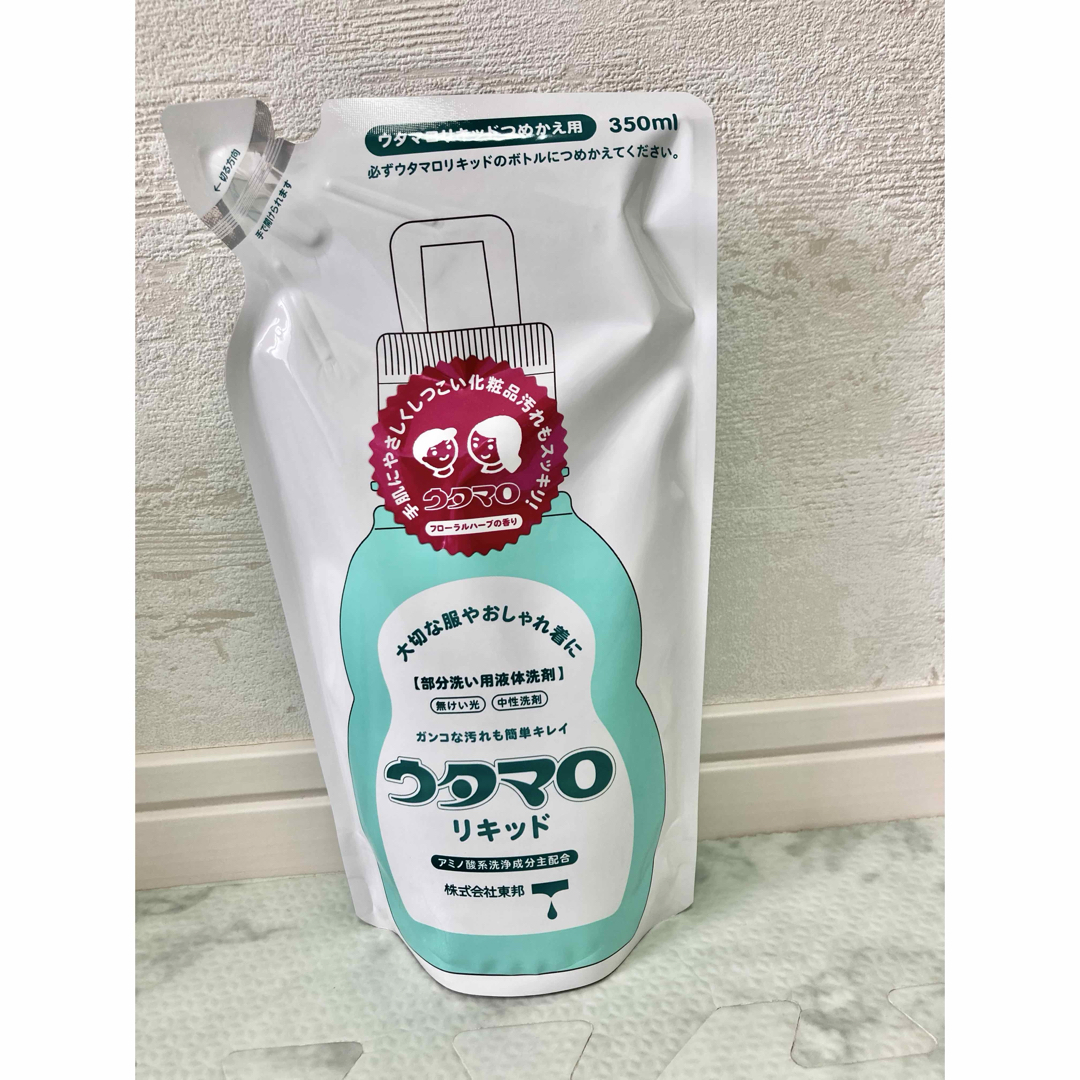 ウタマロリキッドつめかえ用 350ml
必ずウタマロリキッドのボトルにつめかえてください。
←切る方向
手で開けられます
手肌にやさしくしつこい化粧品汚れもスッキリ!!
ウタマロ
フローラルハーブの香り
大切な服やおしゃれ着に
【部分洗い用液体洗剤】
無けい光 中性洗剤
ガンコな汚れも簡単キレイ
ウタマロ
リキッド
アミノ酸系洗浄成分主配合
株式会社東邦